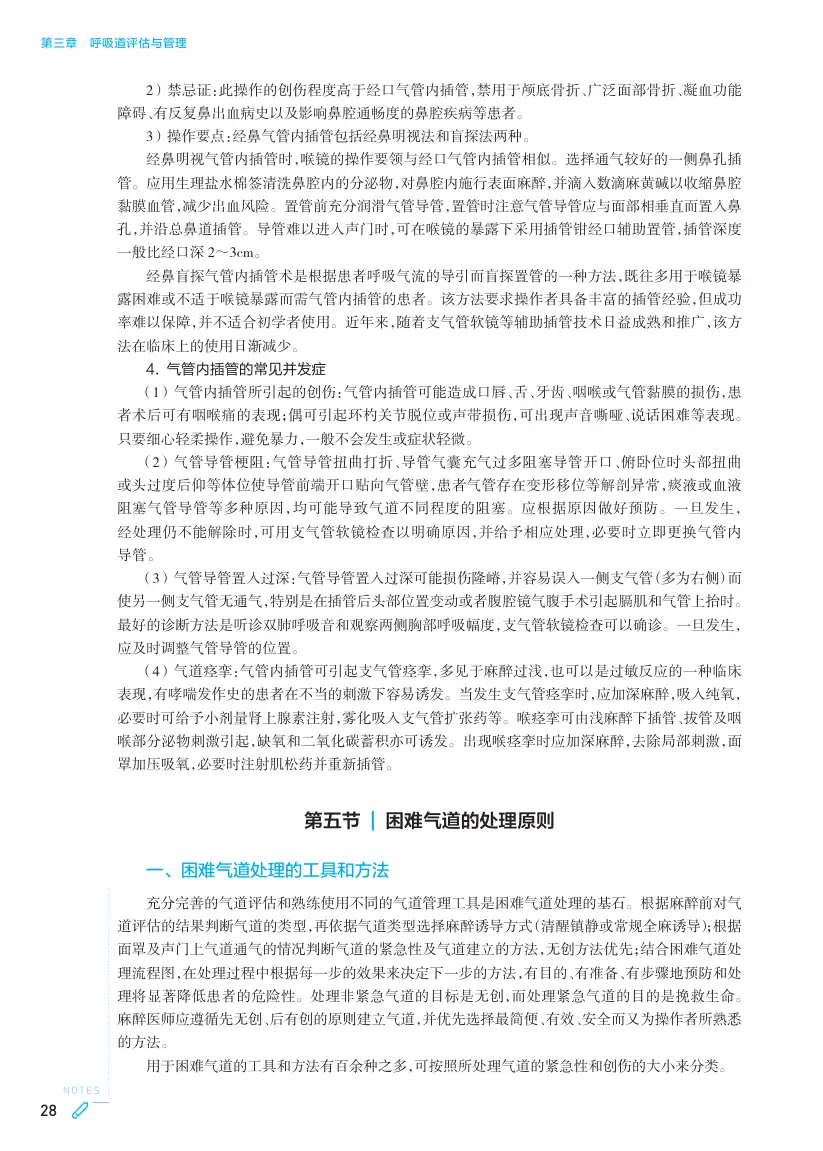 第三章 呼吸道评估与管理
2）禁忌证：此操作的创伤程度高于经口气管内插管，禁用于颅底骨折、广泛面部骨折、凝血功能
障碍、有反复鼻出血病史以及影响鼻腔通畅度的鼻腔疾病等患者。
3）操作要点：经鼻气管内插管包括经鼻明视法和盲探法两种。
经鼻明视气管内插管时，喉镜的操作要领与经口气管内插管相似。选择通气较好的一侧鼻孔插
管。应用生理盐水棉签清洗鼻腔内的分泌物，对鼻腔内施行表面麻醉，并滴入数滴麻黄碱以收缩鼻腔
黏膜血管，减少出血风险。置管前充分润滑气管导管，置管时注意气管导管应与面部相垂直而置入鼻
孔，并沿总鼻道插管。导管难以进入声门时，可在喉镜的暴露下采用插管钳经口辅助置管，插管深度
一般比经口深 2～3cm。
经鼻盲探气管内插管术是根据患者呼吸气流的导引而盲探置管的一种方法，既往多用于喉镜暴
露困难或不适于喉镜暴露而需气管内插管的患者。该方法要求操作者具备丰富的插管经验，但成功
率难以保障，并不适合初学者使用。近年来，随着支气管软镜等辅助插管技术日益成熟和推广，该方
法在临床上的使用日渐减少。
4. 气管内插管的常见并发症
（1）气管内插管所引起的创伤：气管内插管可能造成口唇、舌、牙齿、咽喉或气管黏膜的损伤，患
者术后可有咽喉痛的表现；偶可引起环杓关节脱位或声带损伤，可出现声音嘶哑、说话困难等表现。
只要细心轻柔操作，避免暴力，一般不会发生或症状轻微。
（2）气管导管梗阻：气管导管扭曲打折、导管气囊充气过多阻塞导管开口、俯卧位时头部扭曲
或头过度后仰等体位使导管前端开口贴向气管壁，患者气管存在变形移位等解剖异常，痰液或血液
阻塞气管导管等多种原因，均可能导致气道不同程度的阻塞。应根据原因做好预防。一旦发生，
经处理仍不能解除时，可用支气管软镜检查以明确原因，并给予相应处理，必要时立即更换气管内
导管。
（3）气管导管置入过深：气管导管置入过深可能损伤隆嵴，并容易误入一侧支气管（多为右侧）而
使另一侧支气管无通气，特别是在插管后头部位置变动或者腹腔镜气腹手术引起膈肌和气管上抬时。
最好的诊断方法是听诊双肺呼吸音和观察两侧胸部呼吸幅度，支气管软镜检查可以确诊。一旦发生，
应及时调整气管导管的位置。
（4）气道痉挛：气管内插管可引起支气管痉挛，多见于麻醉过浅，也可以是过敏反应的一种临床
表现，有哮喘发作史的患者在不当的刺激下容易诱发。当发生支气管痉挛时，应加深麻醉，吸入纯氧，
必要时可给予小剂量肾上腺素注射，雾化吸入支气管扩张药等。喉痉挛可由浅麻醉下插管、拔管及咽
喉部分泌物刺激引起，缺氧和二氧化碳蓄积亦可诱发。出现喉痉挛时应加深麻醉，去除局部刺激，面
罩加压吸氧，必要时注射肌松药并重新插管。
第五节 | 困难气道的处理原则
一、困难气道处理的工具和方法
充分完善的气道评估和熟练使用不同的气道管理工具是困难气道处理的基石。根据麻醉前对气
道评估的结果判断气道的类型，再依据气道类型选择麻醉诱导方式（清醒镇静或常规全麻诱导）；根据
面罩及声门上气道通气的情况判断气道的紧急性及气道建立的方法，无创方法优先；结合困难气道处
理流程图，在处理过程中根据每一步的效果来决定下一步的方法，有目的、有准备、有步骤地预防和处
理将显著降低患者的危险性。处理非紧急气道的目标是无创，而处理紧急气道的目的是挽救生命。
麻醉医师应遵循先无创、后有创的原则建立气道，并优先选择最简便、有效、安全而又为操作者所熟悉
的方法。
用于困难气道的工具和方法有百余种之多，可按照所处理气道的紧急性和创伤的大小来分类。
NOTES
28